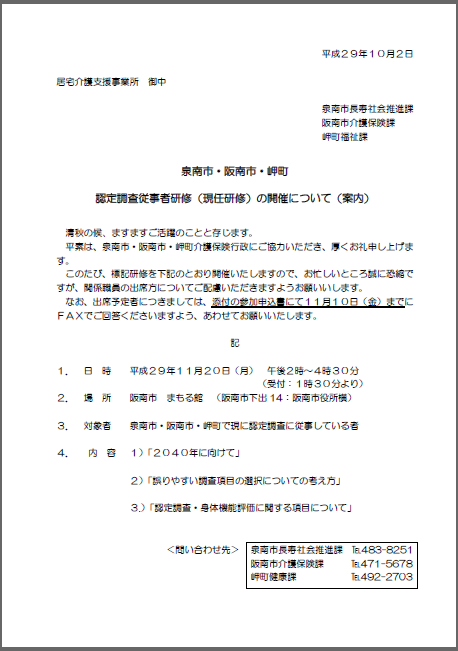 平成２９年１０月２日
居宅介護支援事業所　御中
泉南市長寿社会推進課
阪南市介護保険課
岬町福祉課
泉南市・阪南市・岬町
認定調査従事者研修（現任研修）の開催について（案内）
清秋の候、ますますご活躍のことと存じます。
平素は、泉南市・阪南市・岬町介護保険行政にご協力いただき、厚くお礼申し上げま
す。
このたび、標記研修を下記のとおり開催いたしますので、お忙しいところ誠に恐縮で
すが、関係職員の出席方についてご配慮いただきますようお願いいします。
なお、出席予定者につきましては、添付の参加申込書にて１１月１０日（金）までに
ＦＡＸでご回答くださいますよう、あわせてお願いいたします。
記
１．　日　時　　平成２９年１１月２０日（月）　午後２時～４時３０分
（受付：１時３０分より）
２．　場　所　　阪南市　まもる館　（阪南市下出 14：阪南市役所横）
３．　対象者　　泉南市・阪南市・岬町で現に認定調査に従事している者
４．　内　容　１）「２０４０年に向けて」
２）「誤りやすい調査項目の選択についての考え方」
３.）「認定調査・身体機能評価に関する項目について」
＜問い合わせ先＞　泉南市長寿社会推進課　℡483-8251
阪南市介護保険課　℡471-5678
岬町健康課　℡492-2703